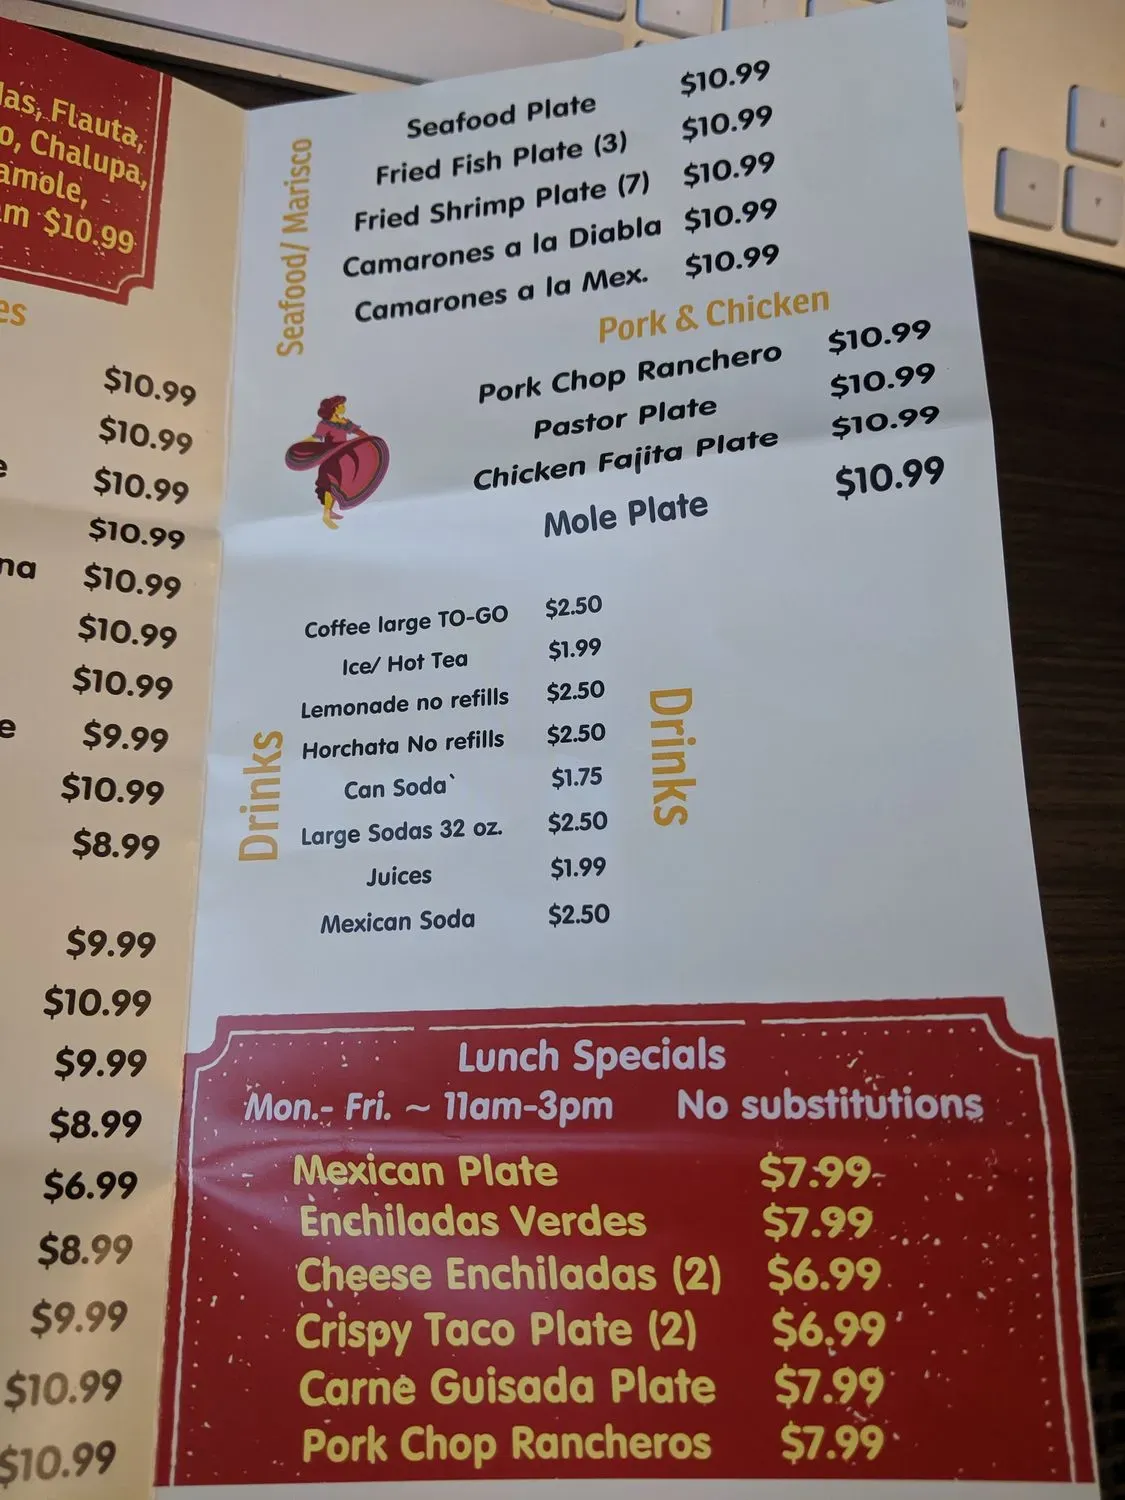 las, Flauta,
o, Chalupa,
amole,
am $10.99
es
$10.99
$10.99
e $10.99
$10.99
na $10.99
$10.99
$10.99
e $9.99
$10.99
$8.99
$9.99
$10.99
$9.99
$8.99
$6.99
$8.99
$9.99
$10.99
$10.99
Seafood/ Marisco
Seafood Plate $10.99
Fried Fish Plate (3) $10.99
Fried Shrimp Plate (7) $10.99
Camarones a la Diabla $10.99
Camarones a la Mex. $10.99
Pork & Chicken
Pork Chop Ranchero $10.99
Pastor Plate $10.99
Chicken Fajita Plate $10.99
Mole Plate $10.99
Drinks
Coffee large TO-GO $2.50
Ice/ Hot Tea $1.99
Lemonade no refills $2.50
Horchata No refills $2.50
Can Soda` $1.75
Large Sodas 32 oz. $2.50
Juices $1.99
Mexican Soda $2.50
Drinks
Lunch Specials
Mon.- Fri. ~ 11am-3pm No substitutions
Mexican Plate $7.99
Enchiladas Verdes $7.99
Cheese Enchiladas (2) $6.99
Crispy Taco Plate (2) $6.99
Carne Guisada Plate $7.99
Pork Chop Rancheros $7.99